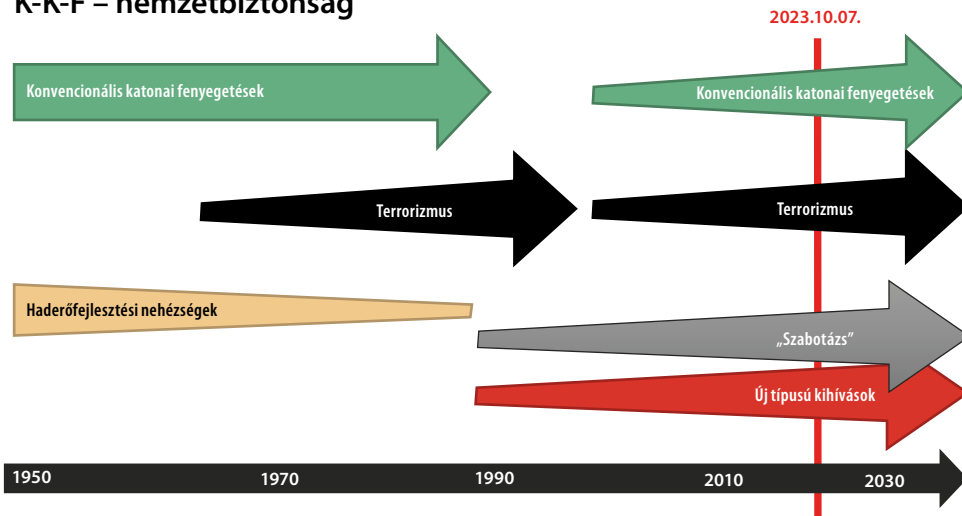 K-K-F – nemzetbiztonság
2023.10.07.
Konvencionális katonai fenyegetések
Konvencionális katonai fenyegetések
Terrorizmus
Terrorizmus
Haderőfejlesztési nehézségek
„Szabotázs”
Új típusú kihívások
1950
1970
1990
2010
2030